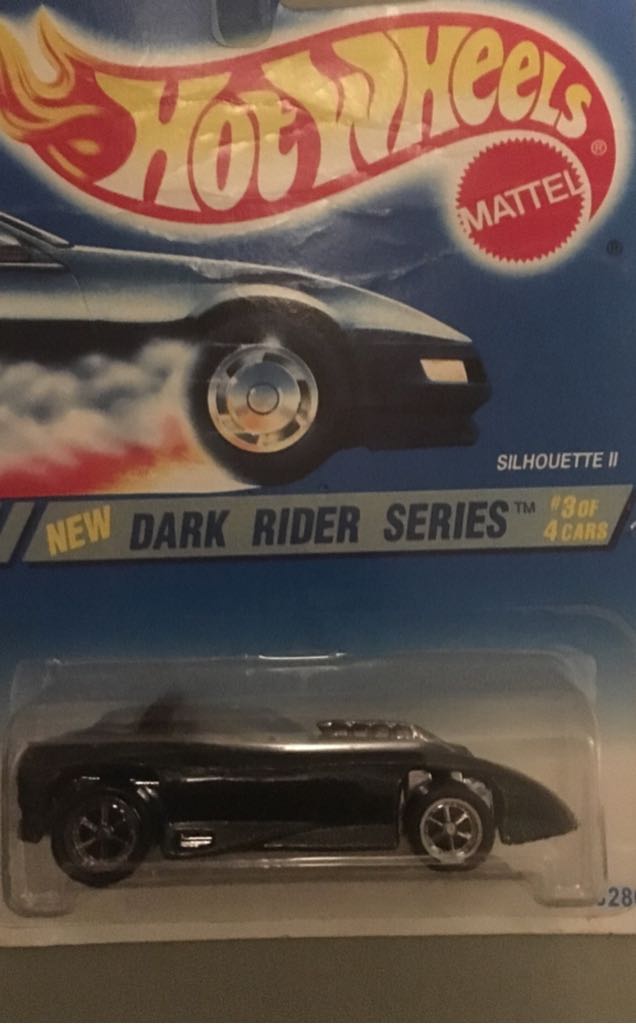 HOT WHEELS ®
MATTEL
®
SILHOUETTE II
NEW DARK RIDER SERIES™ #3 OF
4 CARS